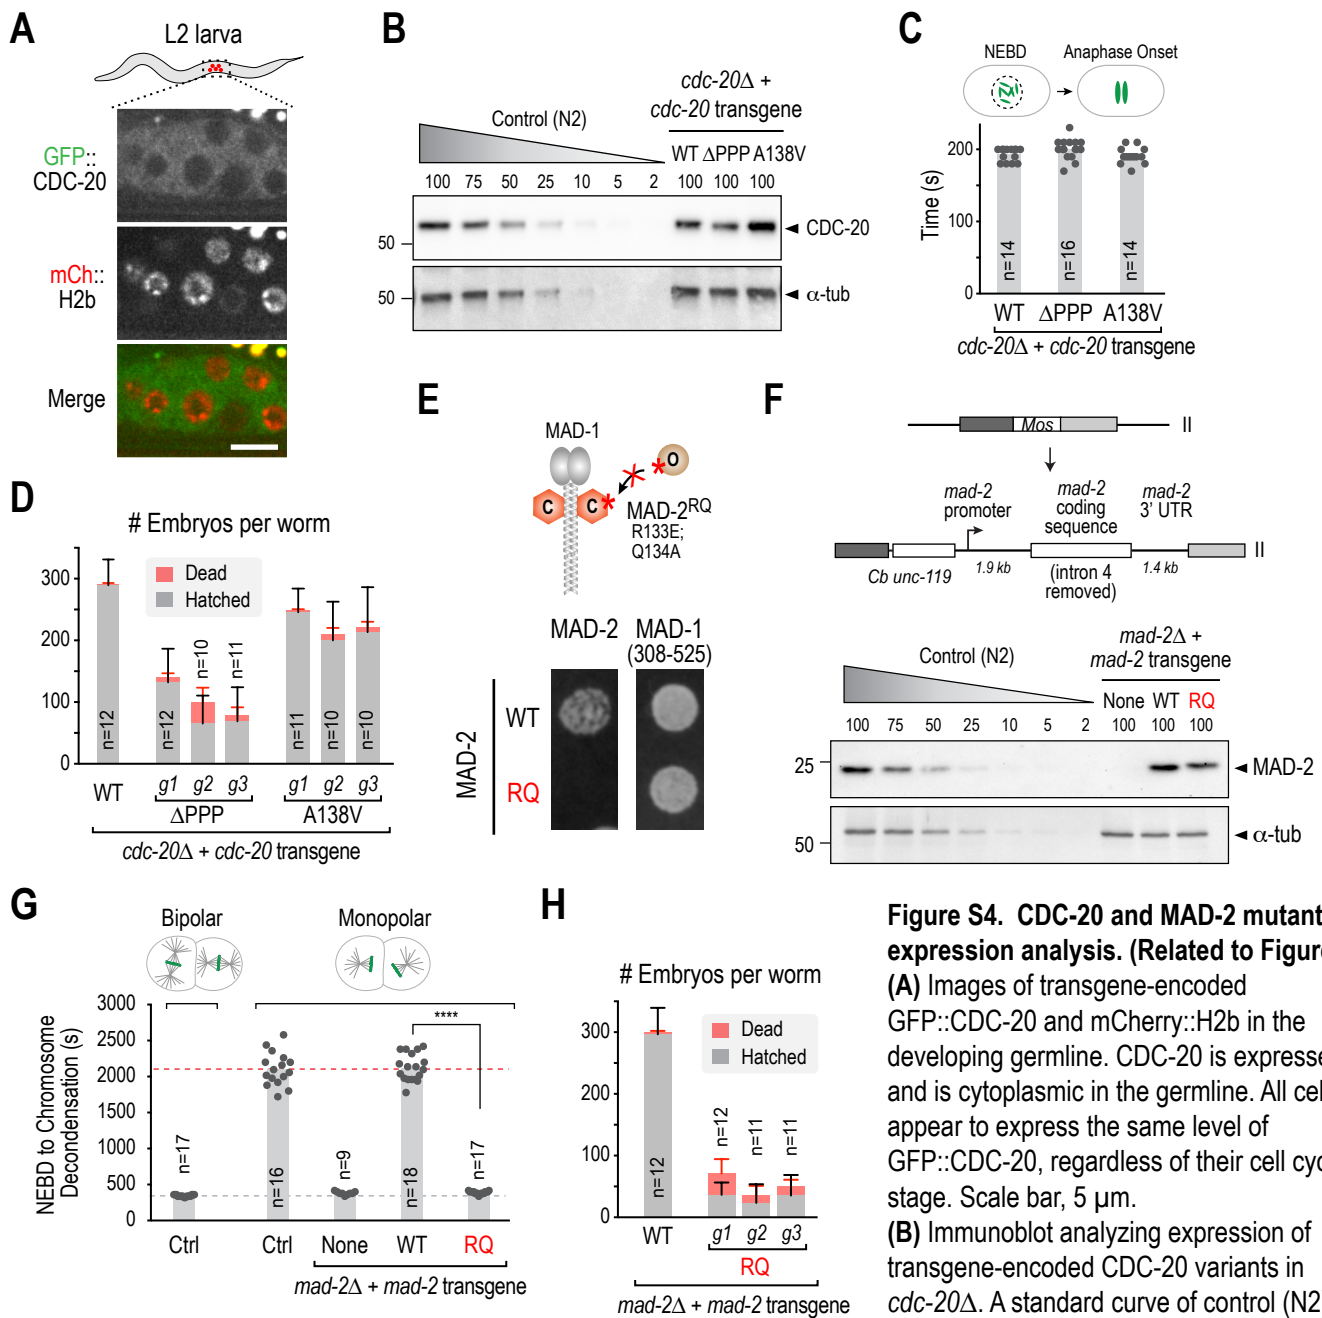 A
L2 larva
GFP::
CDC-20
mCh::
H2b
Merge
B
cdc-20Δ +
cdc-20 transgene
Control (N2)
WT ΔPPP A138V
100 75 50 25 10 5 2 100 100 100
50
CDC-20
50
α-tub
C
NEBD
Anaphase Onset
Time (s)
200
100
0
n=14
n=16
n=14
WT ΔPPP A138V
cdc-20Δ + cdc-20 transgene
D
# Embryos per worm
Dead
Hatched
300
200
100
0
n=12
n=12
n=10
n=11
n=11
n=10
n=10
WT
g1 g2 g3
g1 g2 g3
ΔPPP
A138V
cdc-20Δ + cdc-20 transgene
E
MAD-1
O
C C
MAD-2RQ
R133E;
Q134A
MAD-2
MAD-1
(308-525)
MAD-2
WT
RQ
F
Mos
II
mad-2
promoter
mad-2
coding
sequence
mad-2
3' UTR
II
Cb unc-119
1.9 kb
(intron 4
removed)
1.4 kb
mad-2Δ +
mad-2 transgene
Control (N2)
None WT RQ
100 75 50 25 10 5 2 100 100 100
25
MAD-2
50
α-tub
G
Bipolar
Monopolar
NEBD to Chromosome
Decondensation (s)
3000
2500
2000
1500
1000
500
0
****
n=17
n=16
n=9
n=18
n=17
Ctrl
Ctrl
None
WT
RQ
mad-2Δ + mad-2 transgene
H
# Embryos per worm
Dead
Hatched
300
200
100
0
n=12
n=12
n=11
n=11
WT
g1 g2 g3
RQ
mad-2Δ + mad-2 transgene
Figure S4. CDC-20 and MAD-2 mutant
expression analysis. (Related to Figure
(A) Images of transgene-encoded
GFP::CDC-20 and mCherry::H2b in the
developing germline. CDC-20 is expresse
and is cytoplasmic in the germline. All cel
appear to express the same level of
GFP::CDC-20, regardless of their cell cyc
stage. Scale bar, 5 µm.
(B) Immunoblot analyzing expression of
transgene-encoded CDC-20 variants in
cdc-20Δ. A standard curve of control (N2